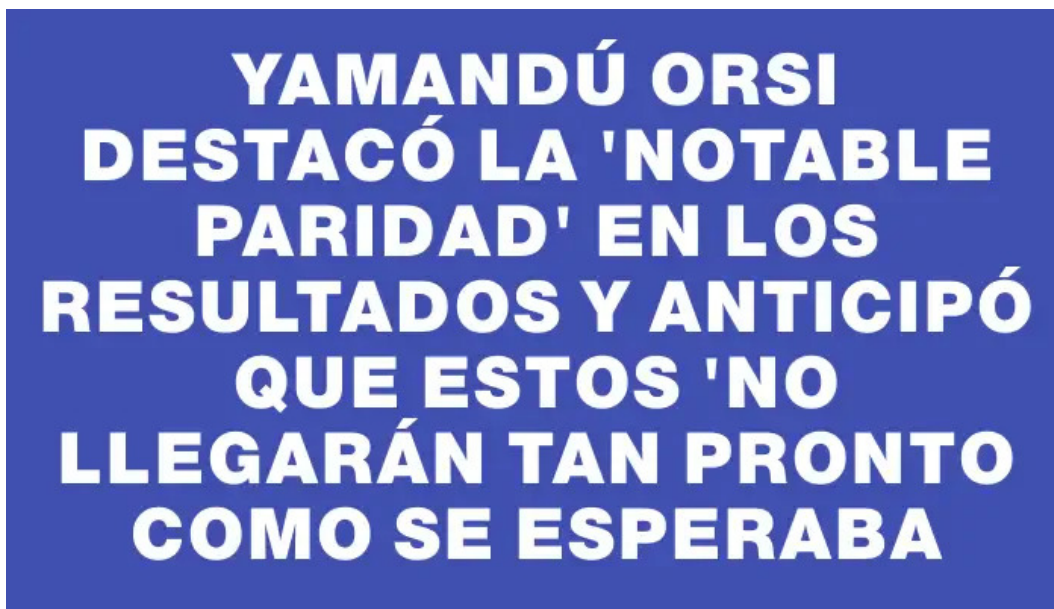 YAMANDÚ ORSI
DESTACÓ LA 'NOTABLE
PARIDAD' EN LOS
RESULTADOS Y ANTICIPÓ
QUE ESTOS 'NO
LLEGARÁN TAN PRONTO
COMO SE ESPERABA